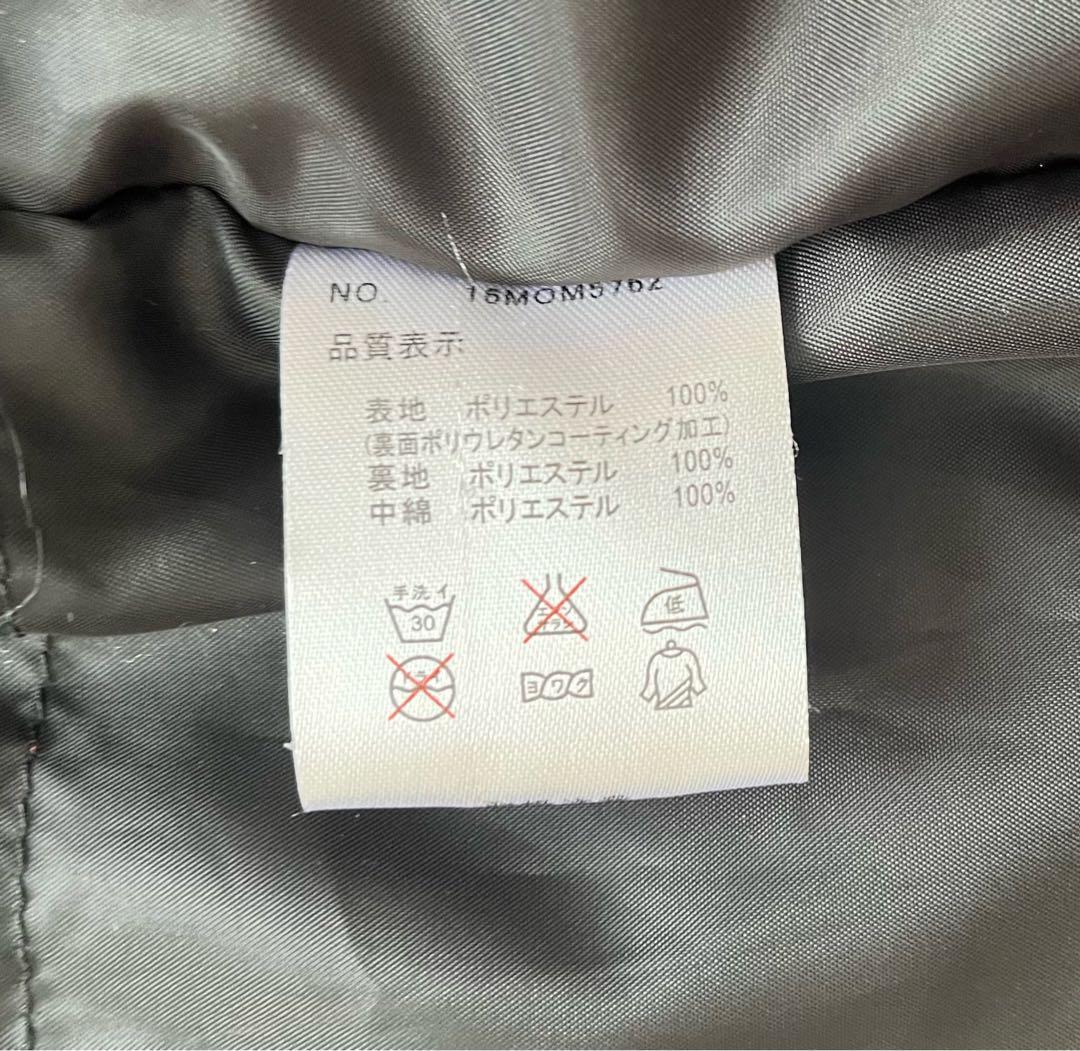 NO 16MOM5762
品質表示
表地 ポリエステル 100%
(裏面ポリウレタンコーティング加工)
裏地 ポリエステル 100%
中綿 ポリエステル 100%
手洗イ
30
低
ヨワク